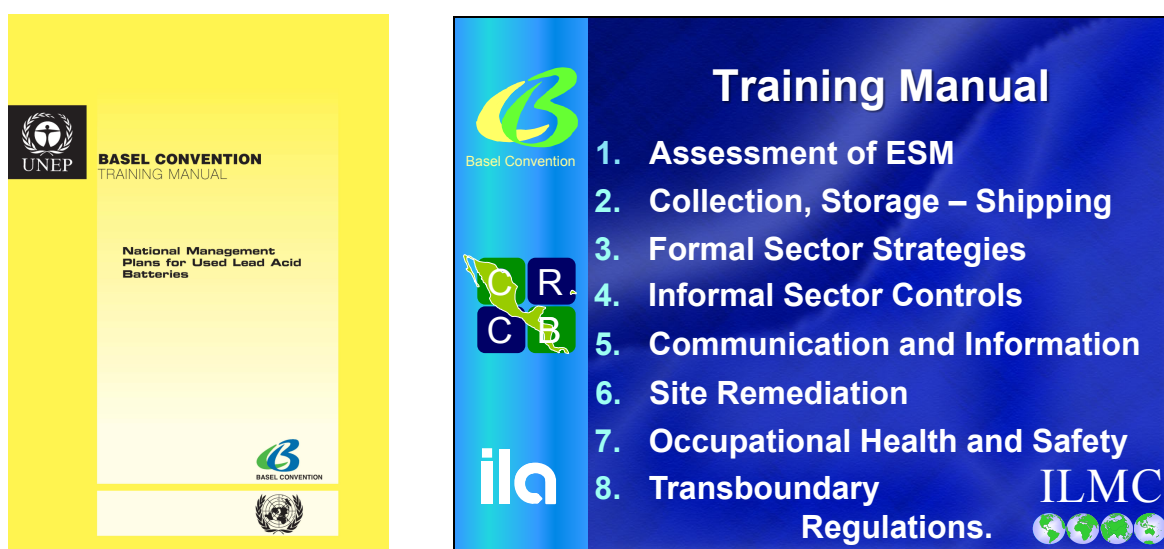 UNEP
BASEL CONVENTION
TRAINING MANUAL
National Management
Plans for Used Lead Acid
Batteries
BASEL CONVENTION
Basel Convention
C R
C B
ila
Training Manual
1. Assessment of ESM
2. Collection, Storage – Shipping
3. Formal Sector Strategies
4. Informal Sector Controls
5. Communication and Information
6. Site Remediation
7. Occupational Health and Safety
8. Transboundary
Regulations.
ILMC